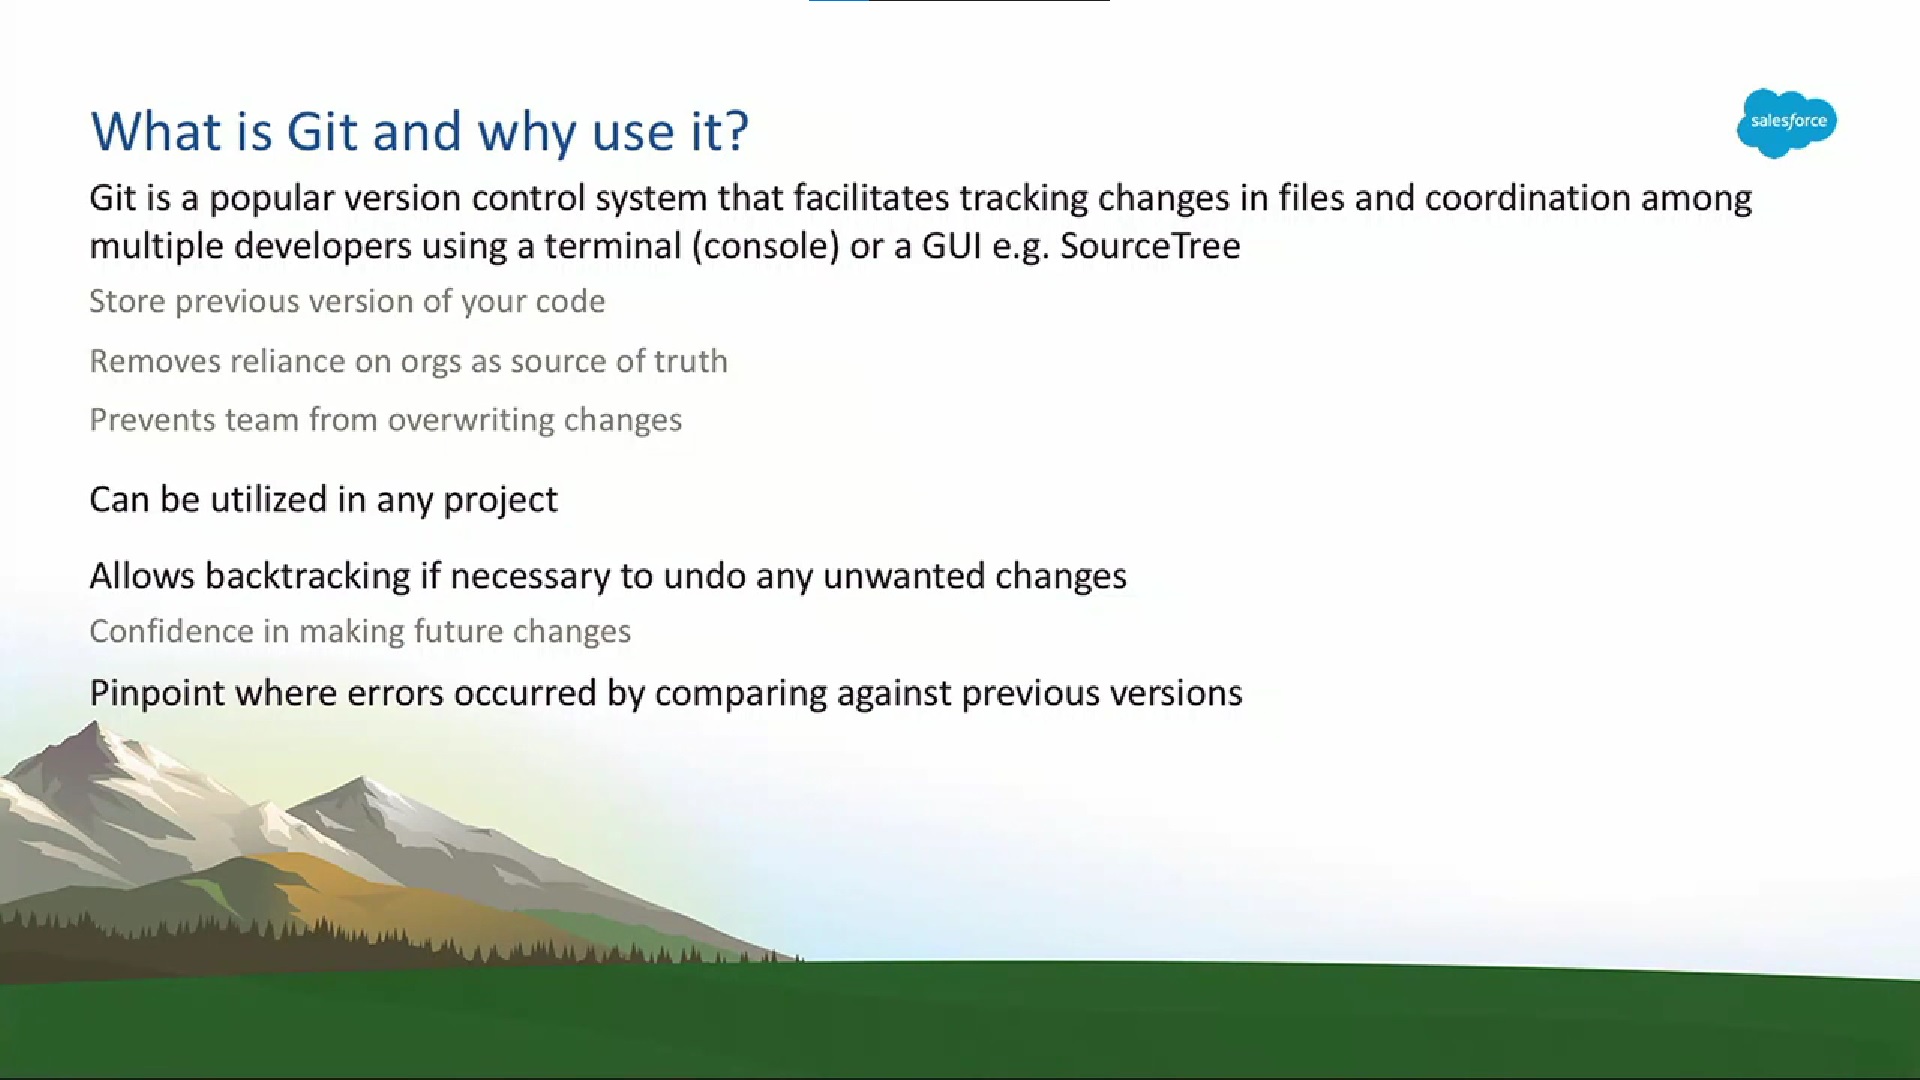 What is Git and why use it?
salesforce
Git is a popular version control system that facilitates tracking changes in files and coordination among
multiple developers using a terminal (console) or a GUI e.g. SourceTree
Store previous version of your code
Removes reliance on orgs as source of truth
Prevents team from overwriting changes
Can be utilized in any project
Allows backtracking if necessary to undo any unwanted changes
Confidence in making future changes
Pinpoint where errors occurred by comparing against previous versions